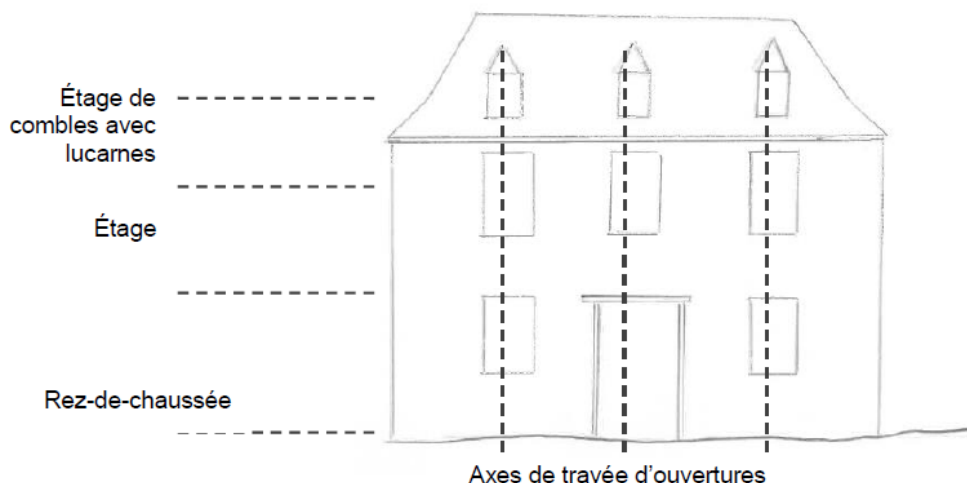 Étage de
combles avec
lucarnes
Étage
Rez-de-chaussée
Axes de travée d’ouvertures